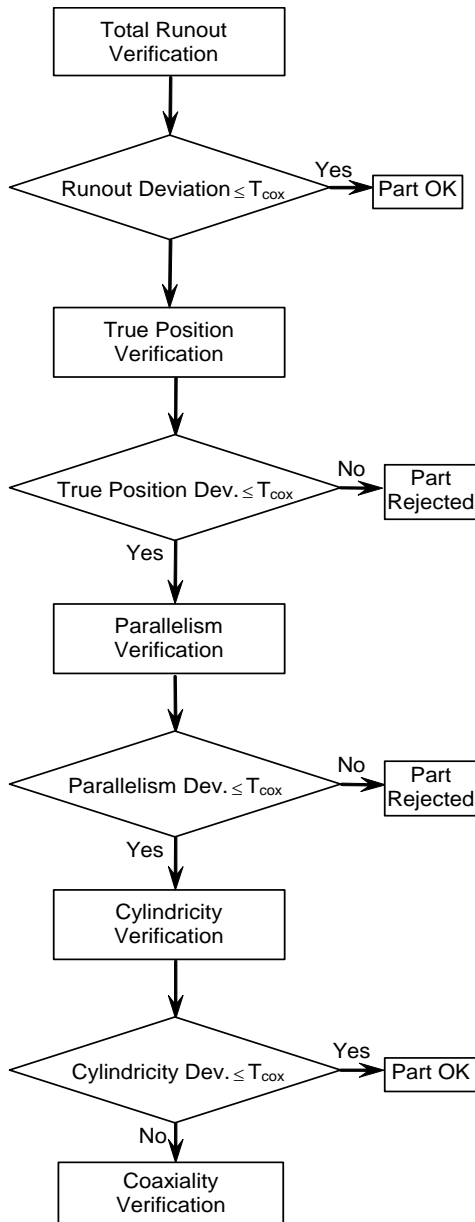 Total Runout
Verification
Runout Deviation ≤ Tcox
Yes
Part OK
True Position
Verification
True Position Dev. ≤ Tcox
No
Part
Rejected
Yes
Parallelism
Verification
Parallelism Dev. ≤ Tcox
No
Part
Rejected
Yes
Cylindricity
Verification
Cylindricity Dev. ≤ Tcox
Yes
Part OK
No
Coaxiality
Verification